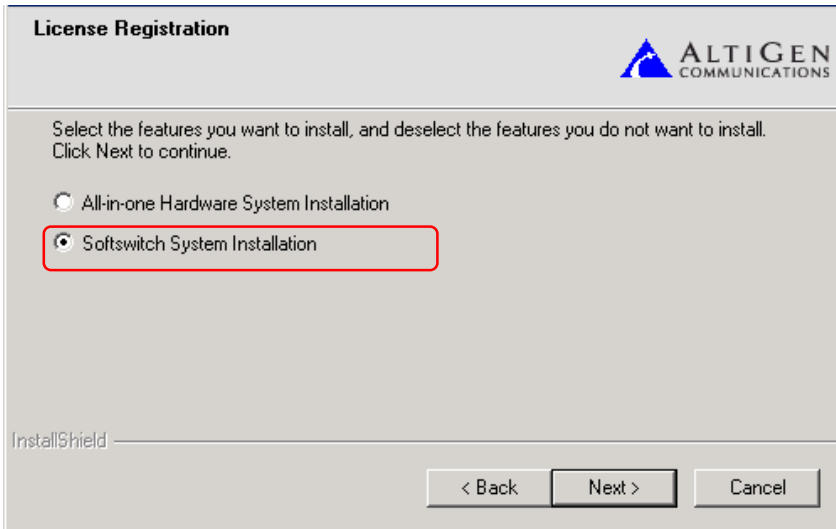 License Registration
ALTIGEN
COMMUNICATIONS
Select the features you want to install, and deselect the features you do not want to install.
Click Next to continue.
All-in-one Hardware System Installation
Softswitch System Installation
InstallShield
< Back Next > Cancel